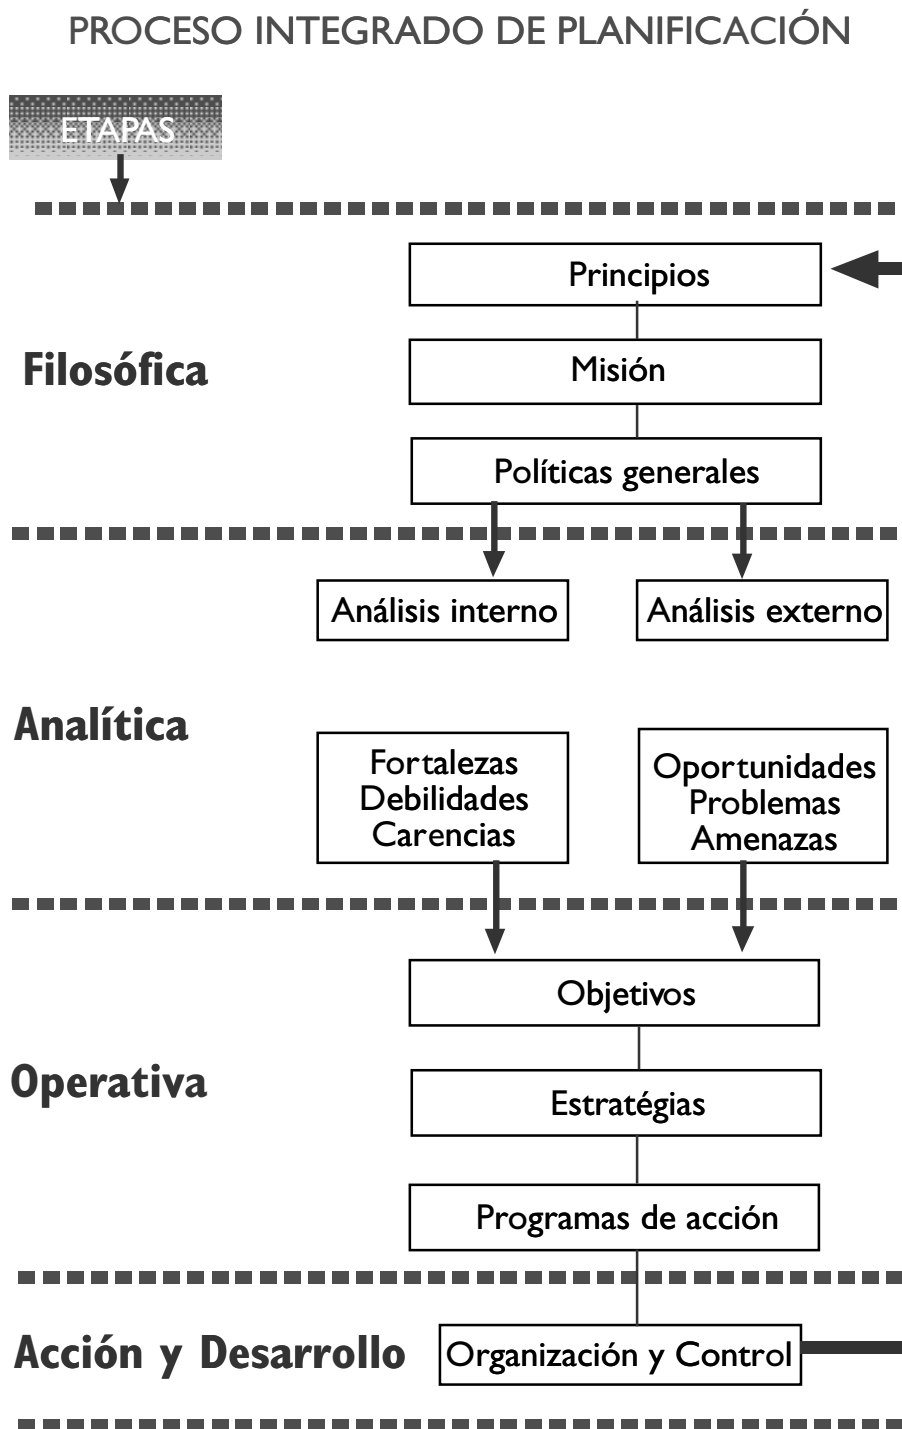 PROCESO INTEGRADO DE PLANIFICACIÓN
ETAPAS
Principios
Filosófica
Misión
Políticas generales
Análisis interno
Análisis externo
Analítica
Fortalezas
Debilidades
Carencias
Oportunidades
Problemas
Amenazas
Objetivos
Operativa
Estratégias
Programas de acción
Acción y Desarrollo
Organización y Control